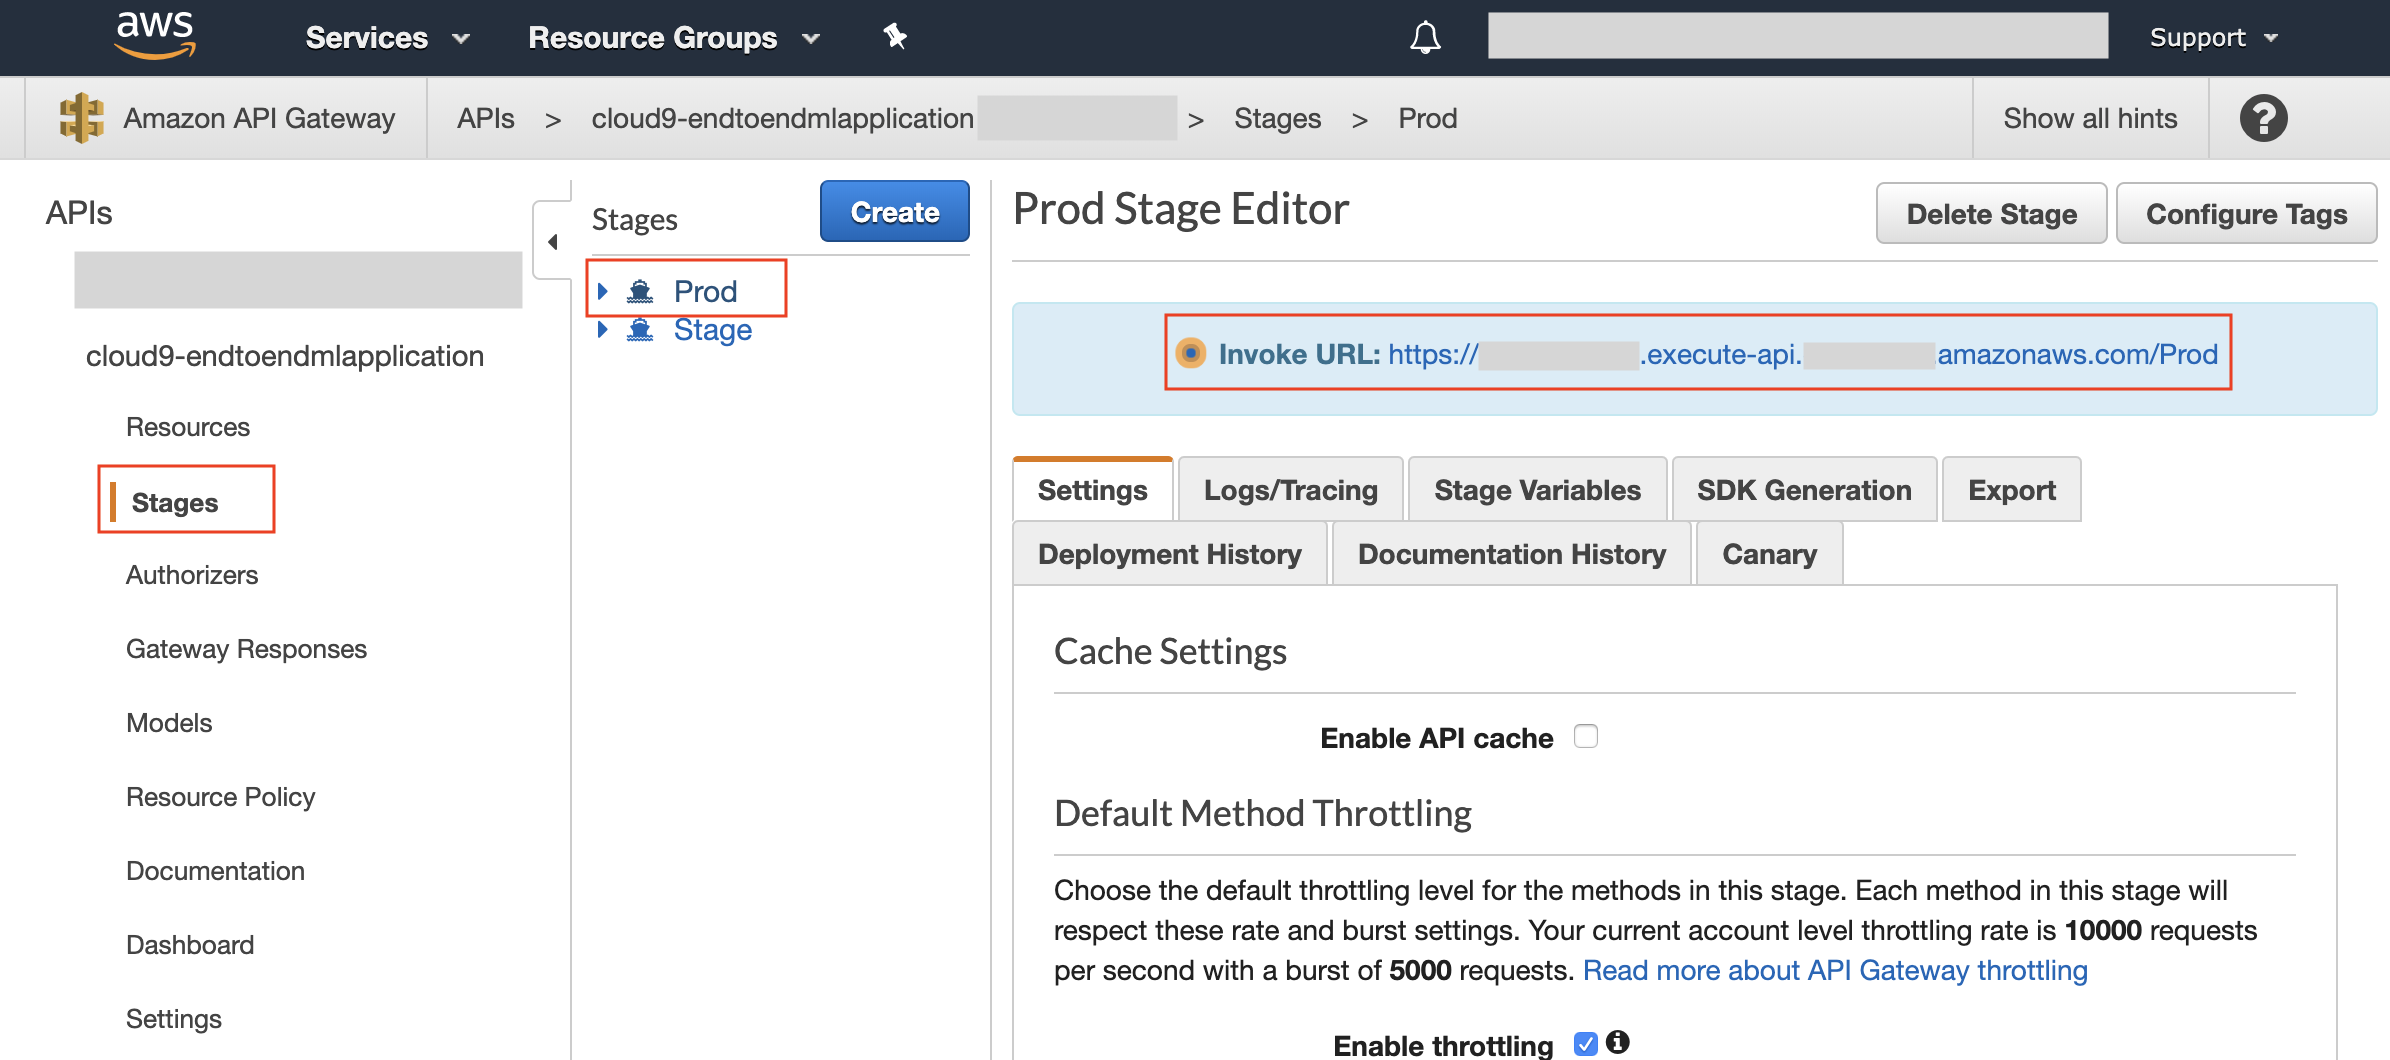 aws
Services
Resource Groups
Support
Amazon API Gateway
APIs > cloud9-endtoendmlapplication > Stages > Prod
Show all hints
?
APIs
cloud9-endtoendmlapplication
Resources
Stages
Authorizers
Gateway Responses
Models
Resource Policy
Documentation
Dashboard
Settings
Stages
Create
Prod
Stage
Prod Stage Editor
Delete Stage
Configure Tags
Invoke URL: https:// .execute-api. amazonaws.com/Prod
Settings
Logs/Tracing
Stage Variables
SDK Generation
Export
Deployment History
Documentation History
Canary
Cache Settings
Enable API cache
Default Method Throttling
Choose the default throttling level for the methods in this stage. Each method in this stage will
respect these rate and burst settings. Your current account level throttling rate is 10000 requests
per second with a burst of 5000 requests. Read more about API Gateway throttling
Enable throttling